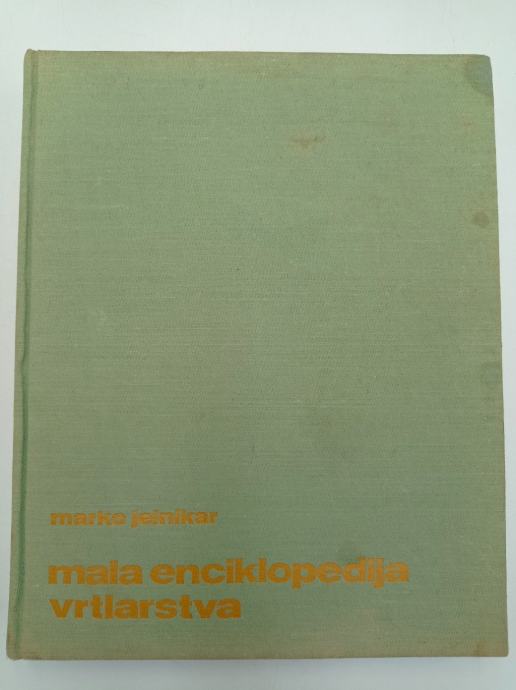 marko jelnikar
mala enciklopedija
vrtlarstva